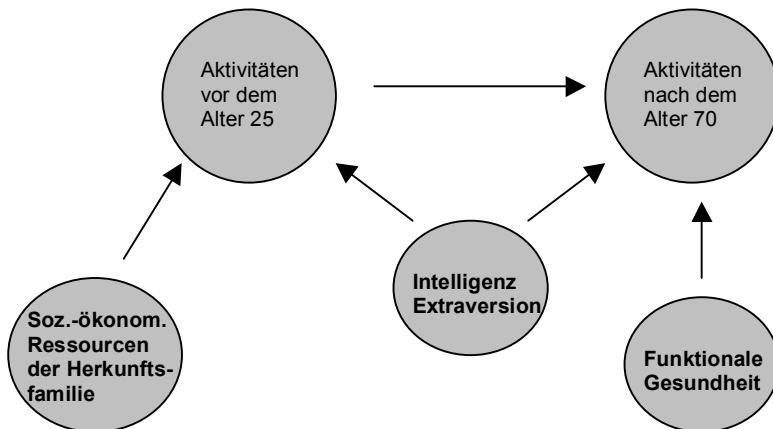 Aktivitäten
vor dem
Alter 25
Aktivitäten
nach dem
Alter 70
Intelligenz
Extraversion
Soz.-ökonom.
Ressourcen
der Herkunfts-
familie
Funktionale
Gesundheit